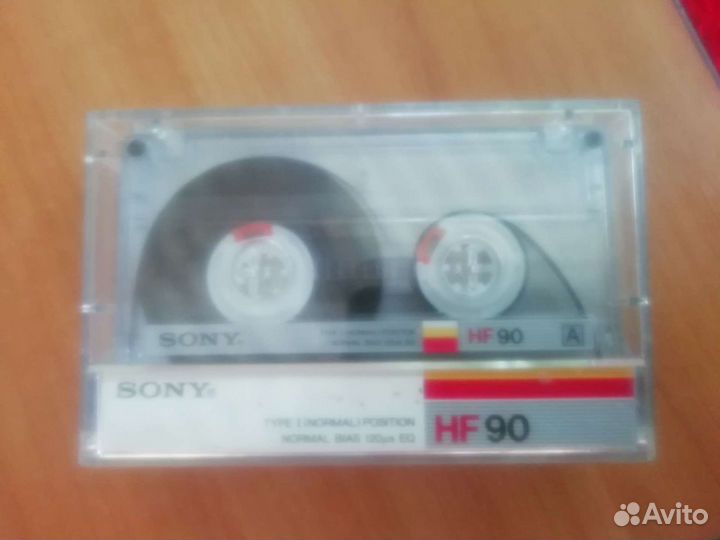 SONY®
HF 90
A
SONY®
TYPE I (NORMAL) POSITION
NORMAL BIAS 120µs EQ
HF 90
Avito